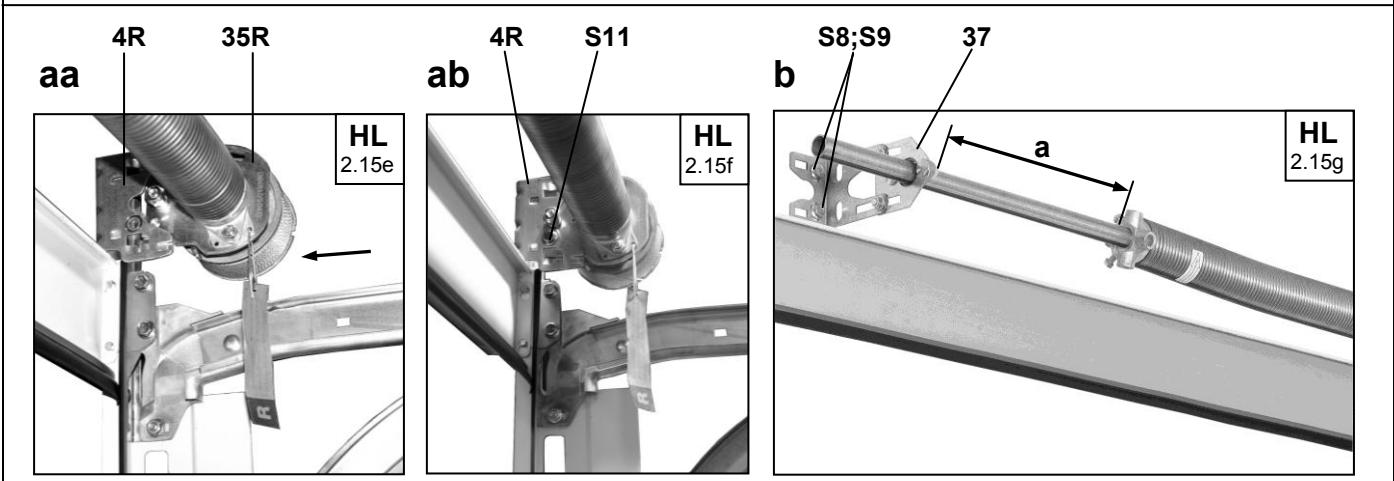 4R 35R
aa
HL
2.15e
R
4R S11
ab
HL
2.15f
R
S8;S9 37
b
HL
2.15g
a